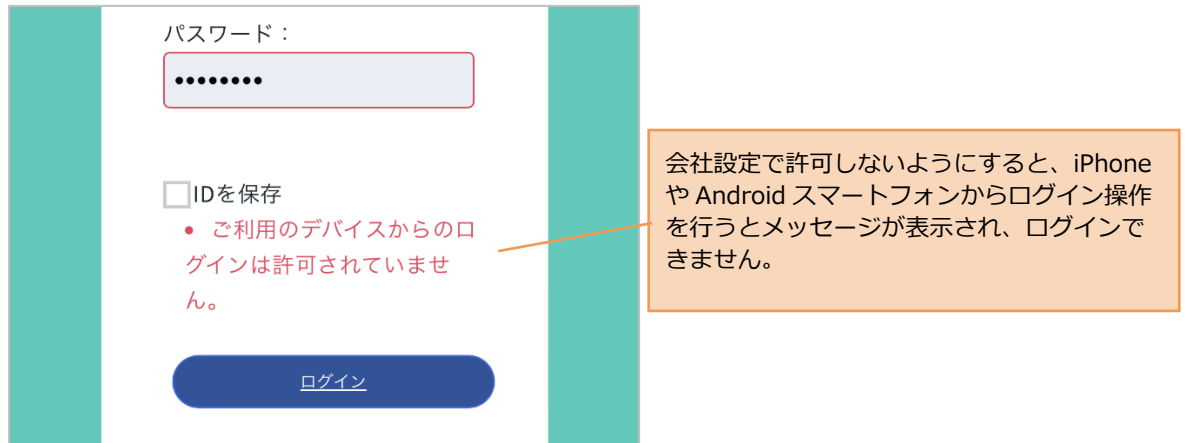 パスワード：
••••••••
IDを保存
• ご利用のデバイスからのロ
グインは許可されていませ
ん。
ログイン
会社設定で許可しないようにすると、iPhone
や Android スマートフォンからログイン操作
を行うとメッセージが表示され、ログインで
きません。